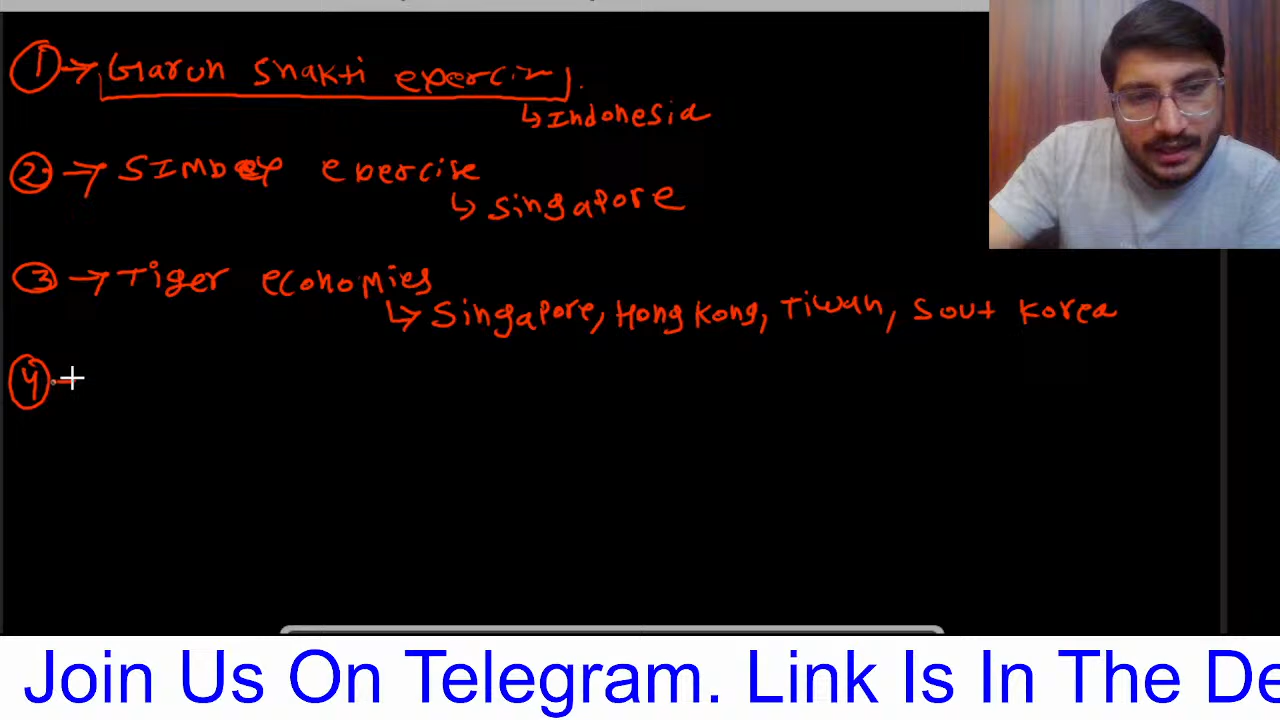 ① → Garun Shakti exercise.
↳ Indonesia
② → SIMBEX exercise
↳ Singapore
③ → Tiger economies
↳ Singapore, Hong Kong, Tiwan, Sout Korea
④
Join Us On Telegram. Link Is In The De